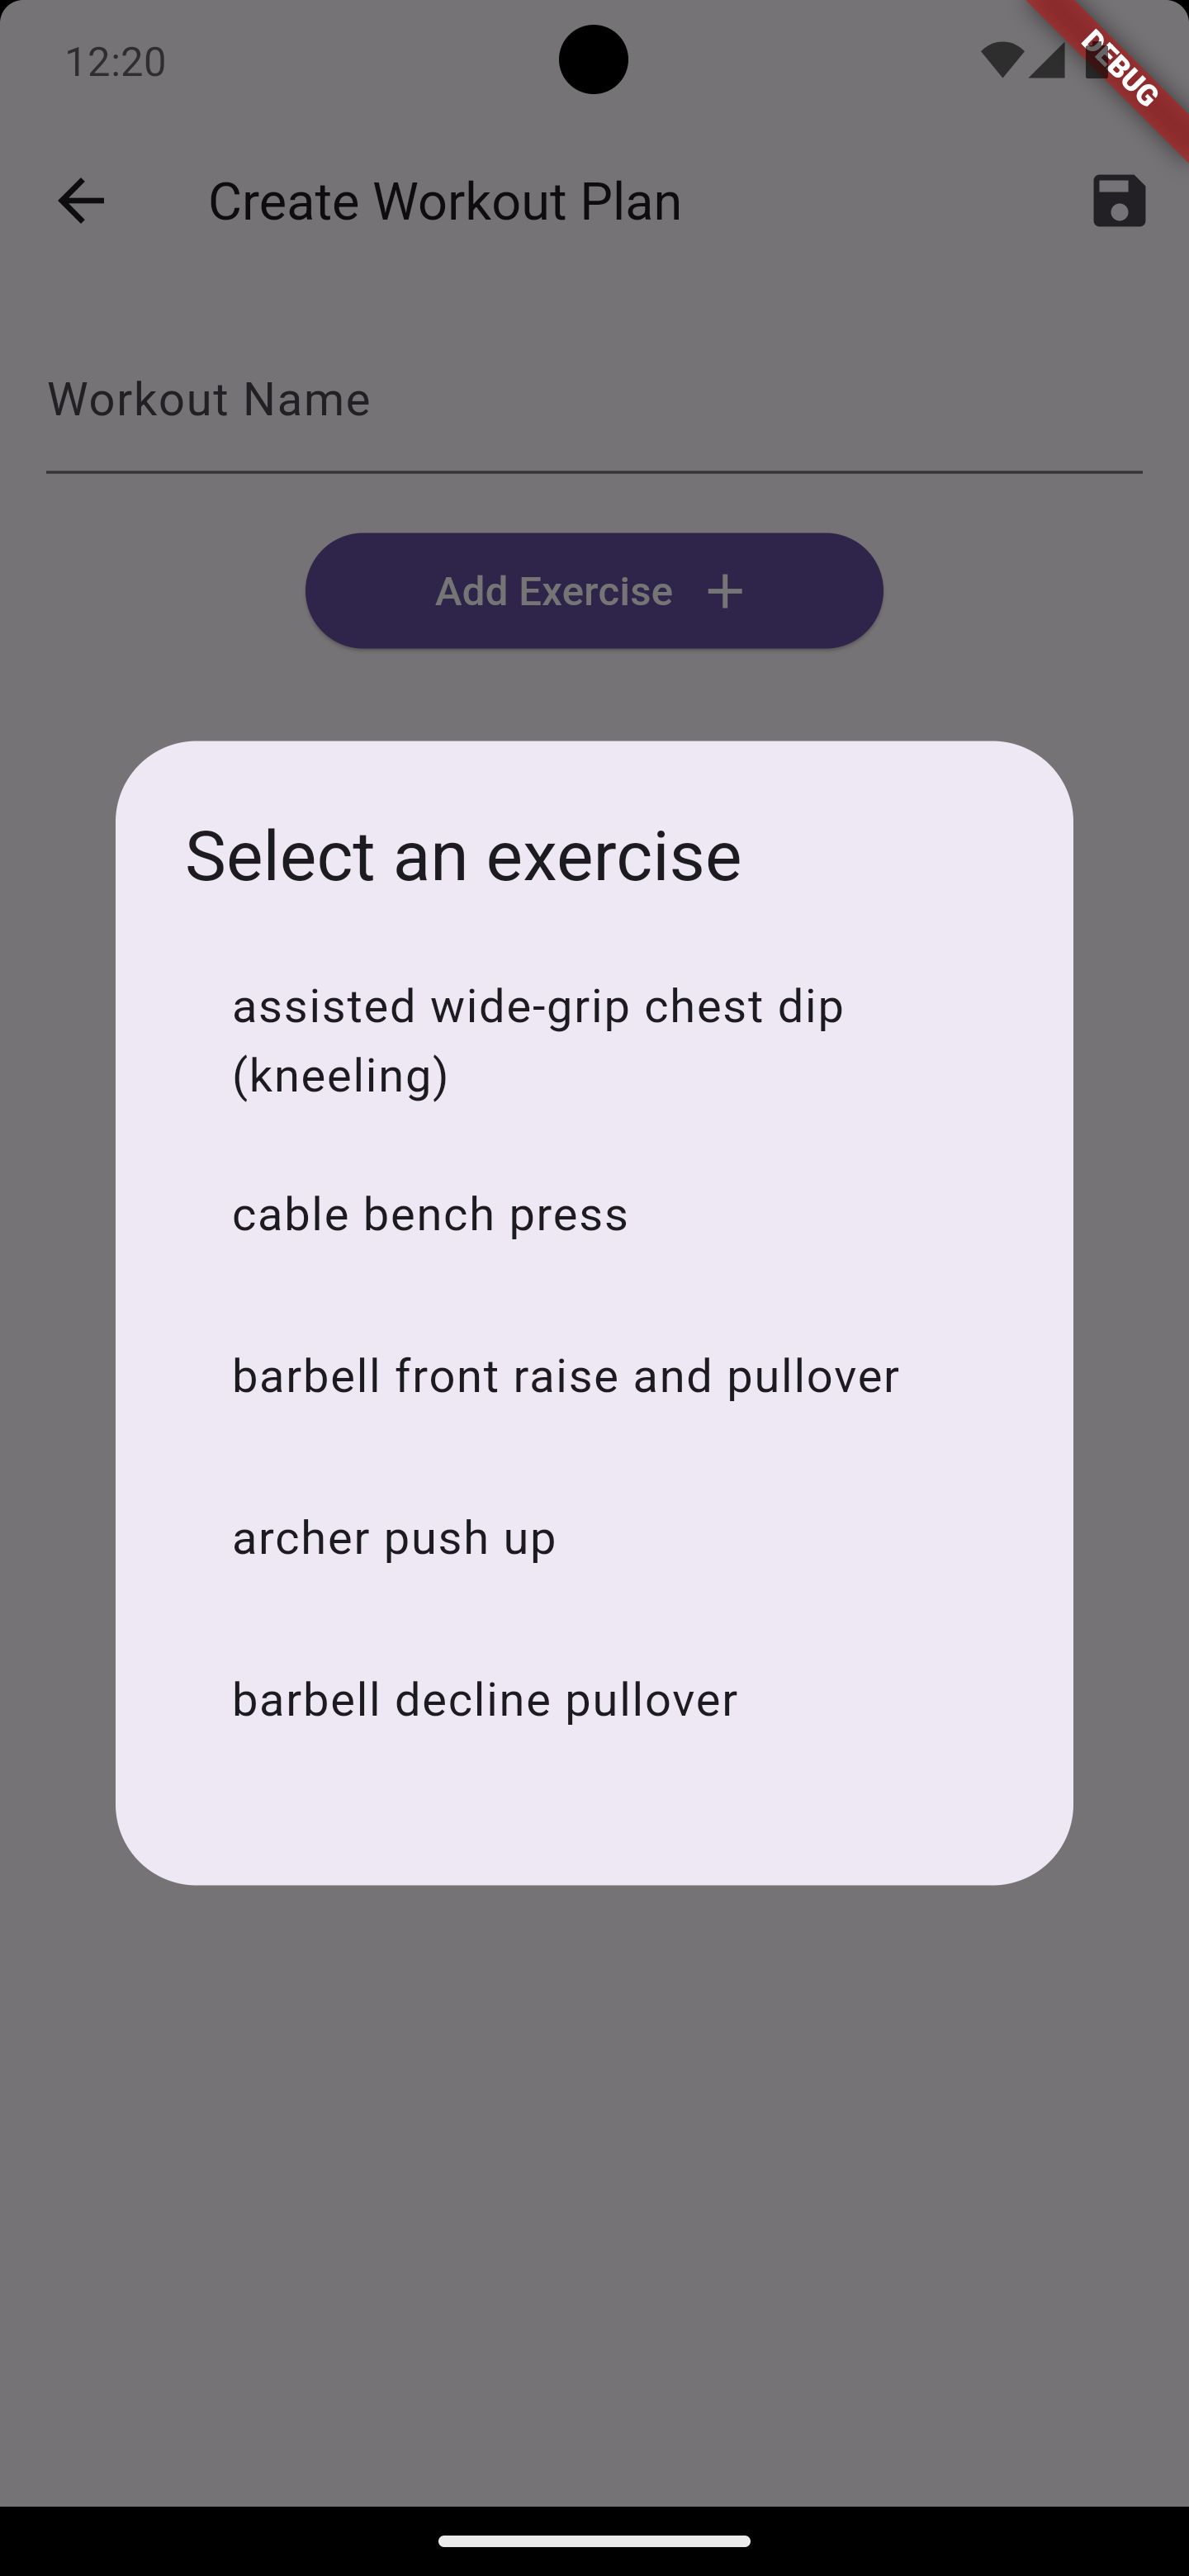 12:20
DEBUG
Create Workout Plan
Workout Name
Add Exercise
Select an exercise
assisted wide-grip chest dip
(kneeling)
cable bench press
barbell front raise and pullover
archer push up
barbell decline pullover